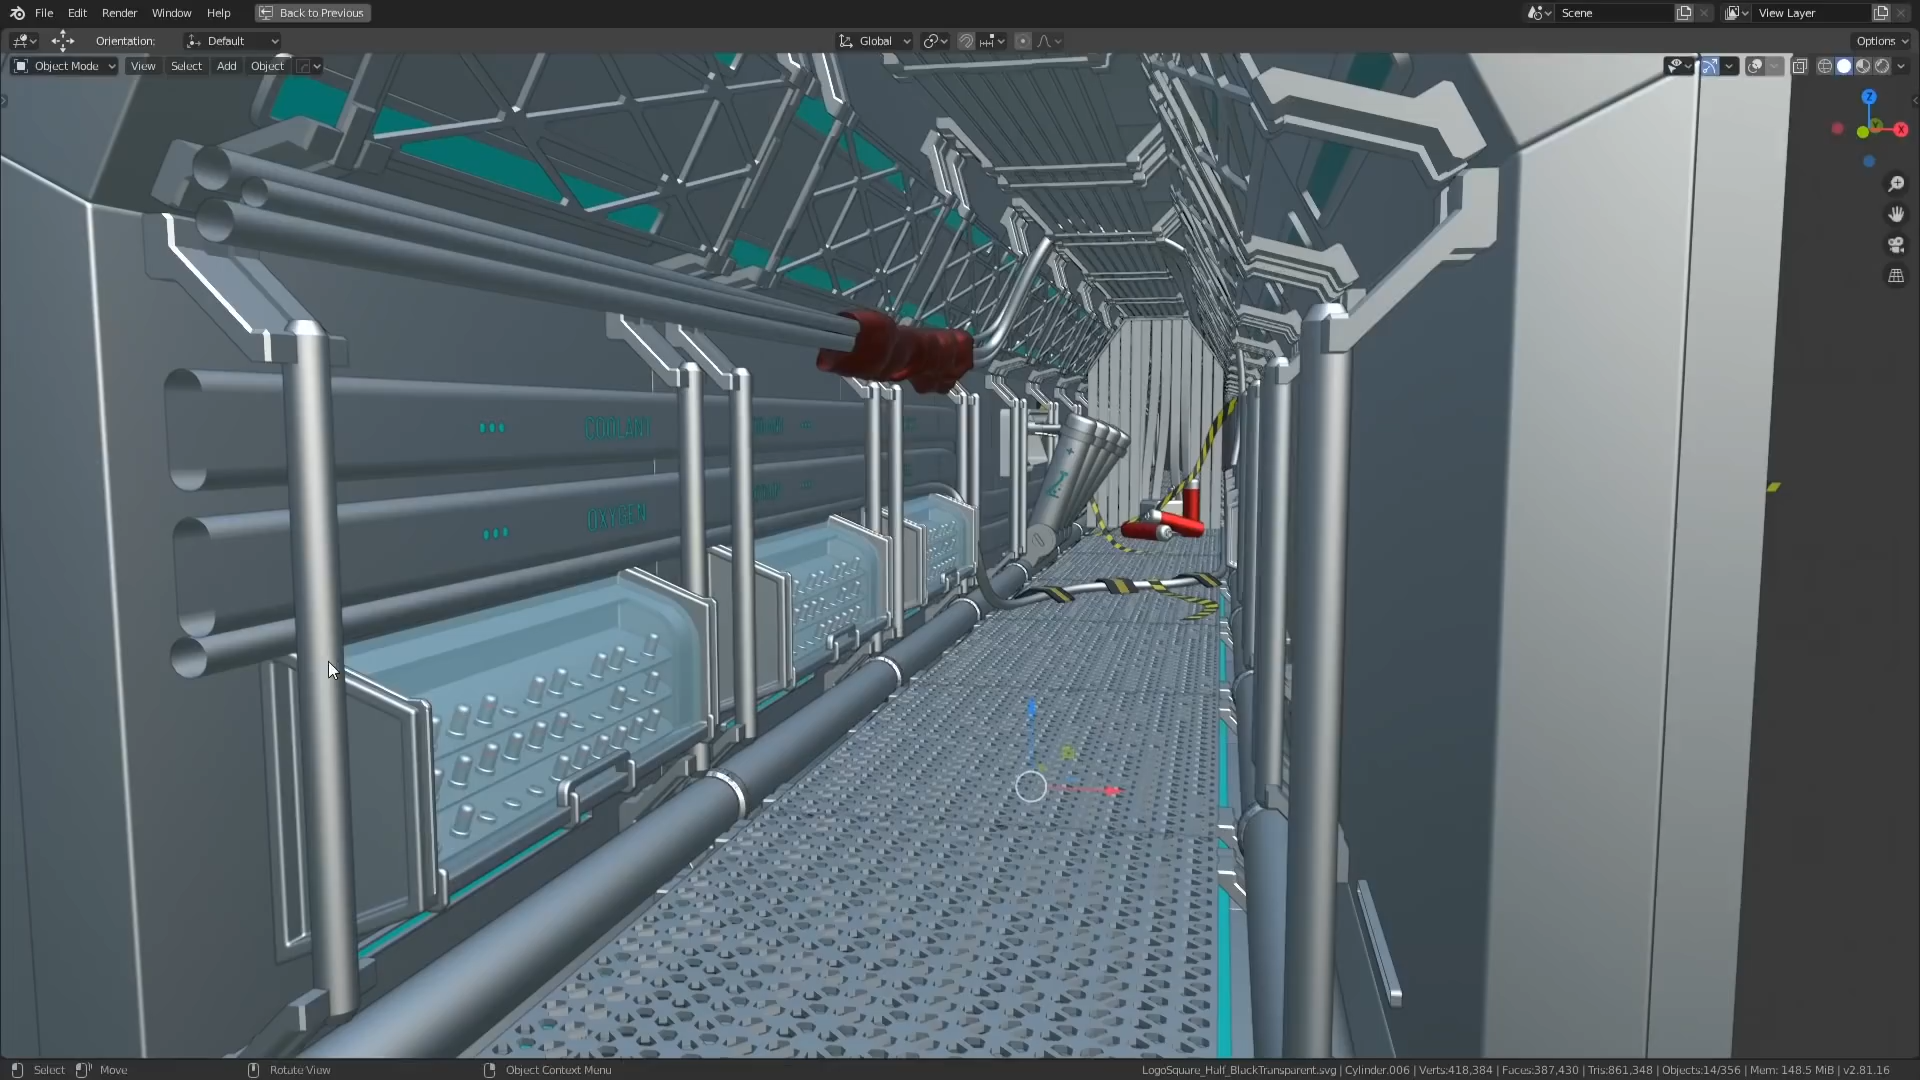 File Edit Render Window Help Back to Previous Scene View Layer
Orientation: Default Global Options
Object Mode View Select Add Object
Z
Y X
COOLANT
OXYGEN
Select Move Rotate View Object Context Menu LogoSquare_Half_BlackTransparent.svg | Cylinder.006 | Verts:418,384 | Faces:387,430 | Tris:861,348 | Objects:14/356 | Mem: 148.5 MiB | v2.81.16